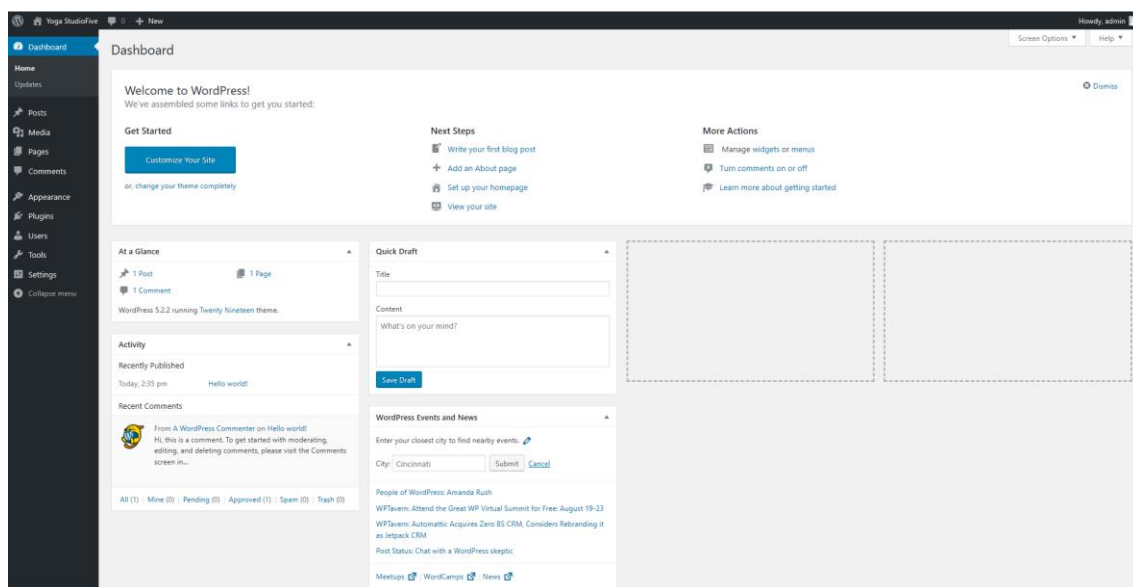 Yoga StudioFive 0 + New Howdy, admin
Screen Options ▼ Help ▼
Dashboard
Home
Updates
Posts
Media
Pages
Comments
Appearance
Plugins
Users
Tools
Settings
Collapse menu
Dashboard
Welcome to WordPress!
We've assembled some links to get you started:
Dismiss
Get Started
Customize Your Site
or, change your theme completely
Next Steps
Write your first blog post
Add an About page
Set up your homepage
View your site
More Actions
Manage widgets or menus
Turn comments on or off
Learn more about getting started
At a Glance
1 Post 1 Page
1 Comment
WordPress 5.2.2 running Twenty Nineteen theme.
Activity
Recently Published
Today, 2:35 pm Hello world!
Recent Comments
From A WordPress Commenter on Hello world!
Hi, this is a comment. To get started with moderating,
editing, and deleting comments, please visit the Comments
screen in...
All (1) | Mine (0) | Pending (0) | Approved (1) | Spam (0) | Trash (0)
Quick Draft
Title
Content
What's on your mind?
Save Draft
WordPress Events and News
Enter your closest city to find nearby events.
City: Cincinnati Submit Cancel
People of WordPress: Amanda Rush
WPTavern: Attend the Great WP Virtual Summit for Free: August 19-23
WPTavern: Automattic Acquires Zero BS CRM, Considers Rebranding it
as Jetpack CRM
Post Status: Chat with a WordPress skeptic
Meetups | WordCamps | News